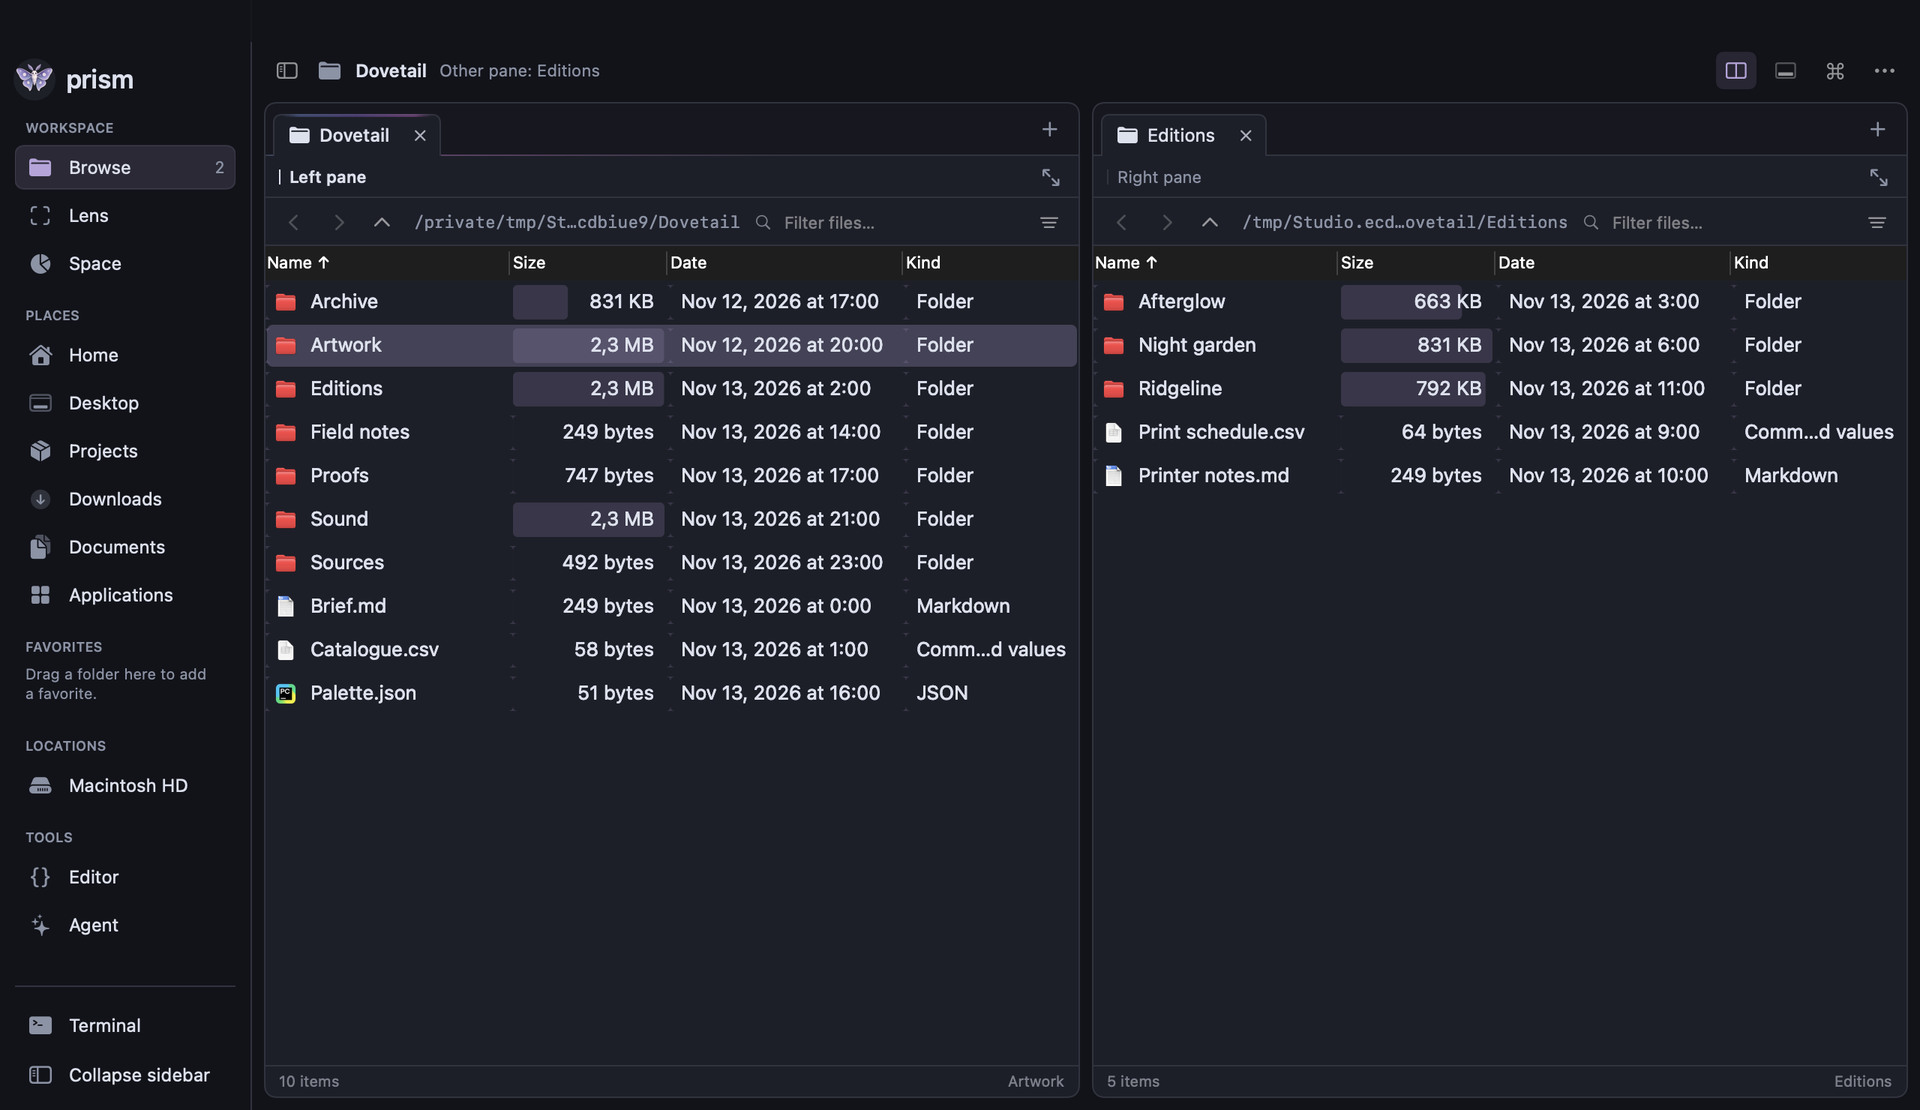 prism
WORKSPACE
Browse 2
Lens
Space
PLACES
Home
Desktop
Projects
Downloads
Documents
Applications
FAVORITES
Drag a folder here to add
a favorite.
LOCATIONS
Macintosh HD
TOOLS
Editor
Agent
Terminal
Collapse sidebar
Dovetail Other pane: Editions
Dovetail
Left pane
/private/tmp/St…cdbiue9/Dovetail Filter files...
Name ↑ Size Date Kind
Archive 831 KB Nov 12, 2026 at 17:00 Folder
Artwork 2,3 MB Nov 12, 2026 at 20:00 Folder
Editions 2,3 MB Nov 13, 2026 at 2:00 Folder
Field notes 249 bytes Nov 13, 2026 at 14:00 Folder
Proofs 747 bytes Nov 13, 2026 at 17:00 Folder
Sound 2,3 MB Nov 13, 2026 at 21:00 Folder
Sources 492 bytes Nov 13, 2026 at 23:00 Folder
Brief.md 249 bytes Nov 13, 2026 at 0:00 Markdown
Catalogue.csv 58 bytes Nov 13, 2026 at 1:00 Comm...d values
Palette.json 51 bytes Nov 13, 2026 at 16:00 JSON
10 items Artwork
Editions
Right pane
/tmp/Studio.ecd…ovetail/Editions Filter files...
Name ↑ Size Date Kind
Afterglow 663 KB Nov 13, 2026 at 3:00 Folder
Night garden 831 KB Nov 13, 2026 at 6:00 Folder
Ridgeline 792 KB Nov 13, 2026 at 11:00 Folder
Print schedule.csv 64 bytes Nov 13, 2026 at 9:00 Comm...d values
Printer notes.md 249 bytes Nov 13, 2026 at 10:00 Markdown
5 items Editions